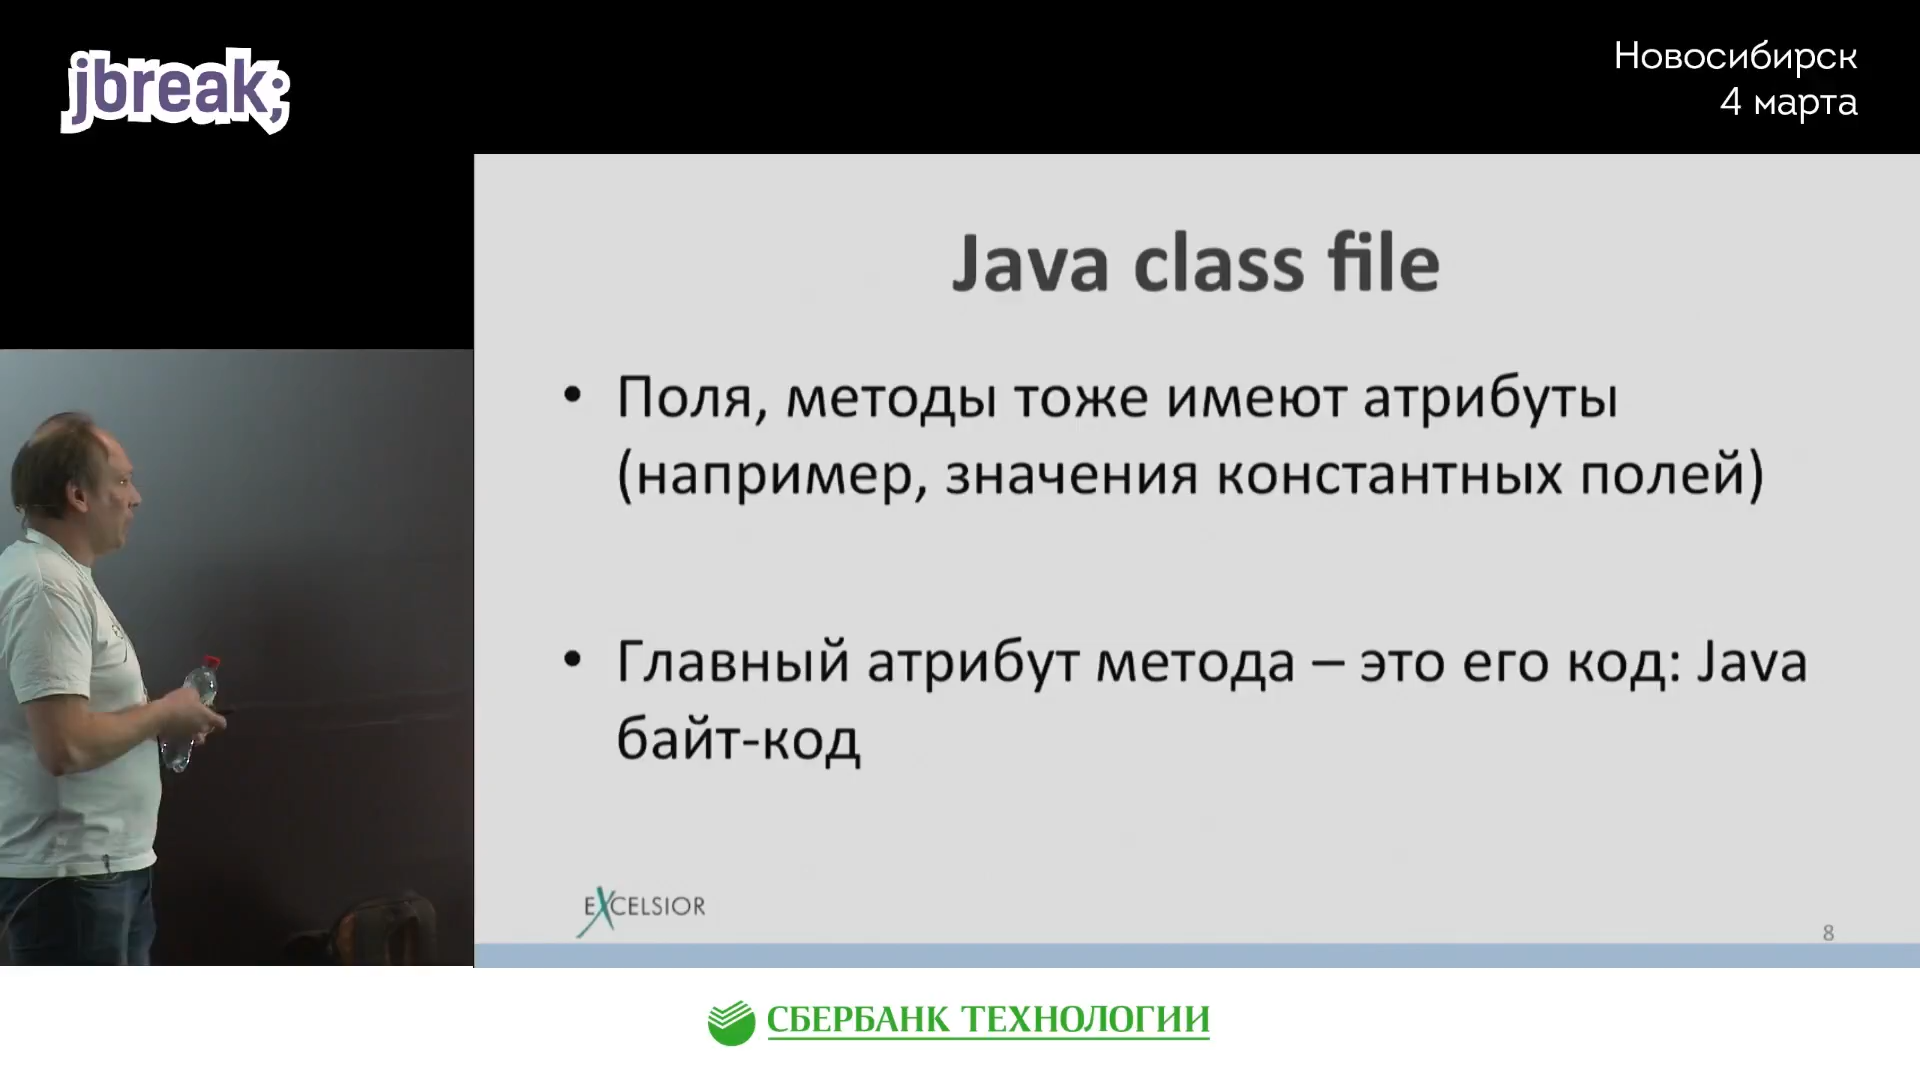 jbreak;
Новосибирск
4 марта
Java class file
• Поля, методы тоже имеют атрибуты
(например, значения константных полей)
• Главный атрибут метода – это его код: Java
байт-код
EXCELSIOR
8
СБЕРБАНК ТЕХНОЛОГИИ